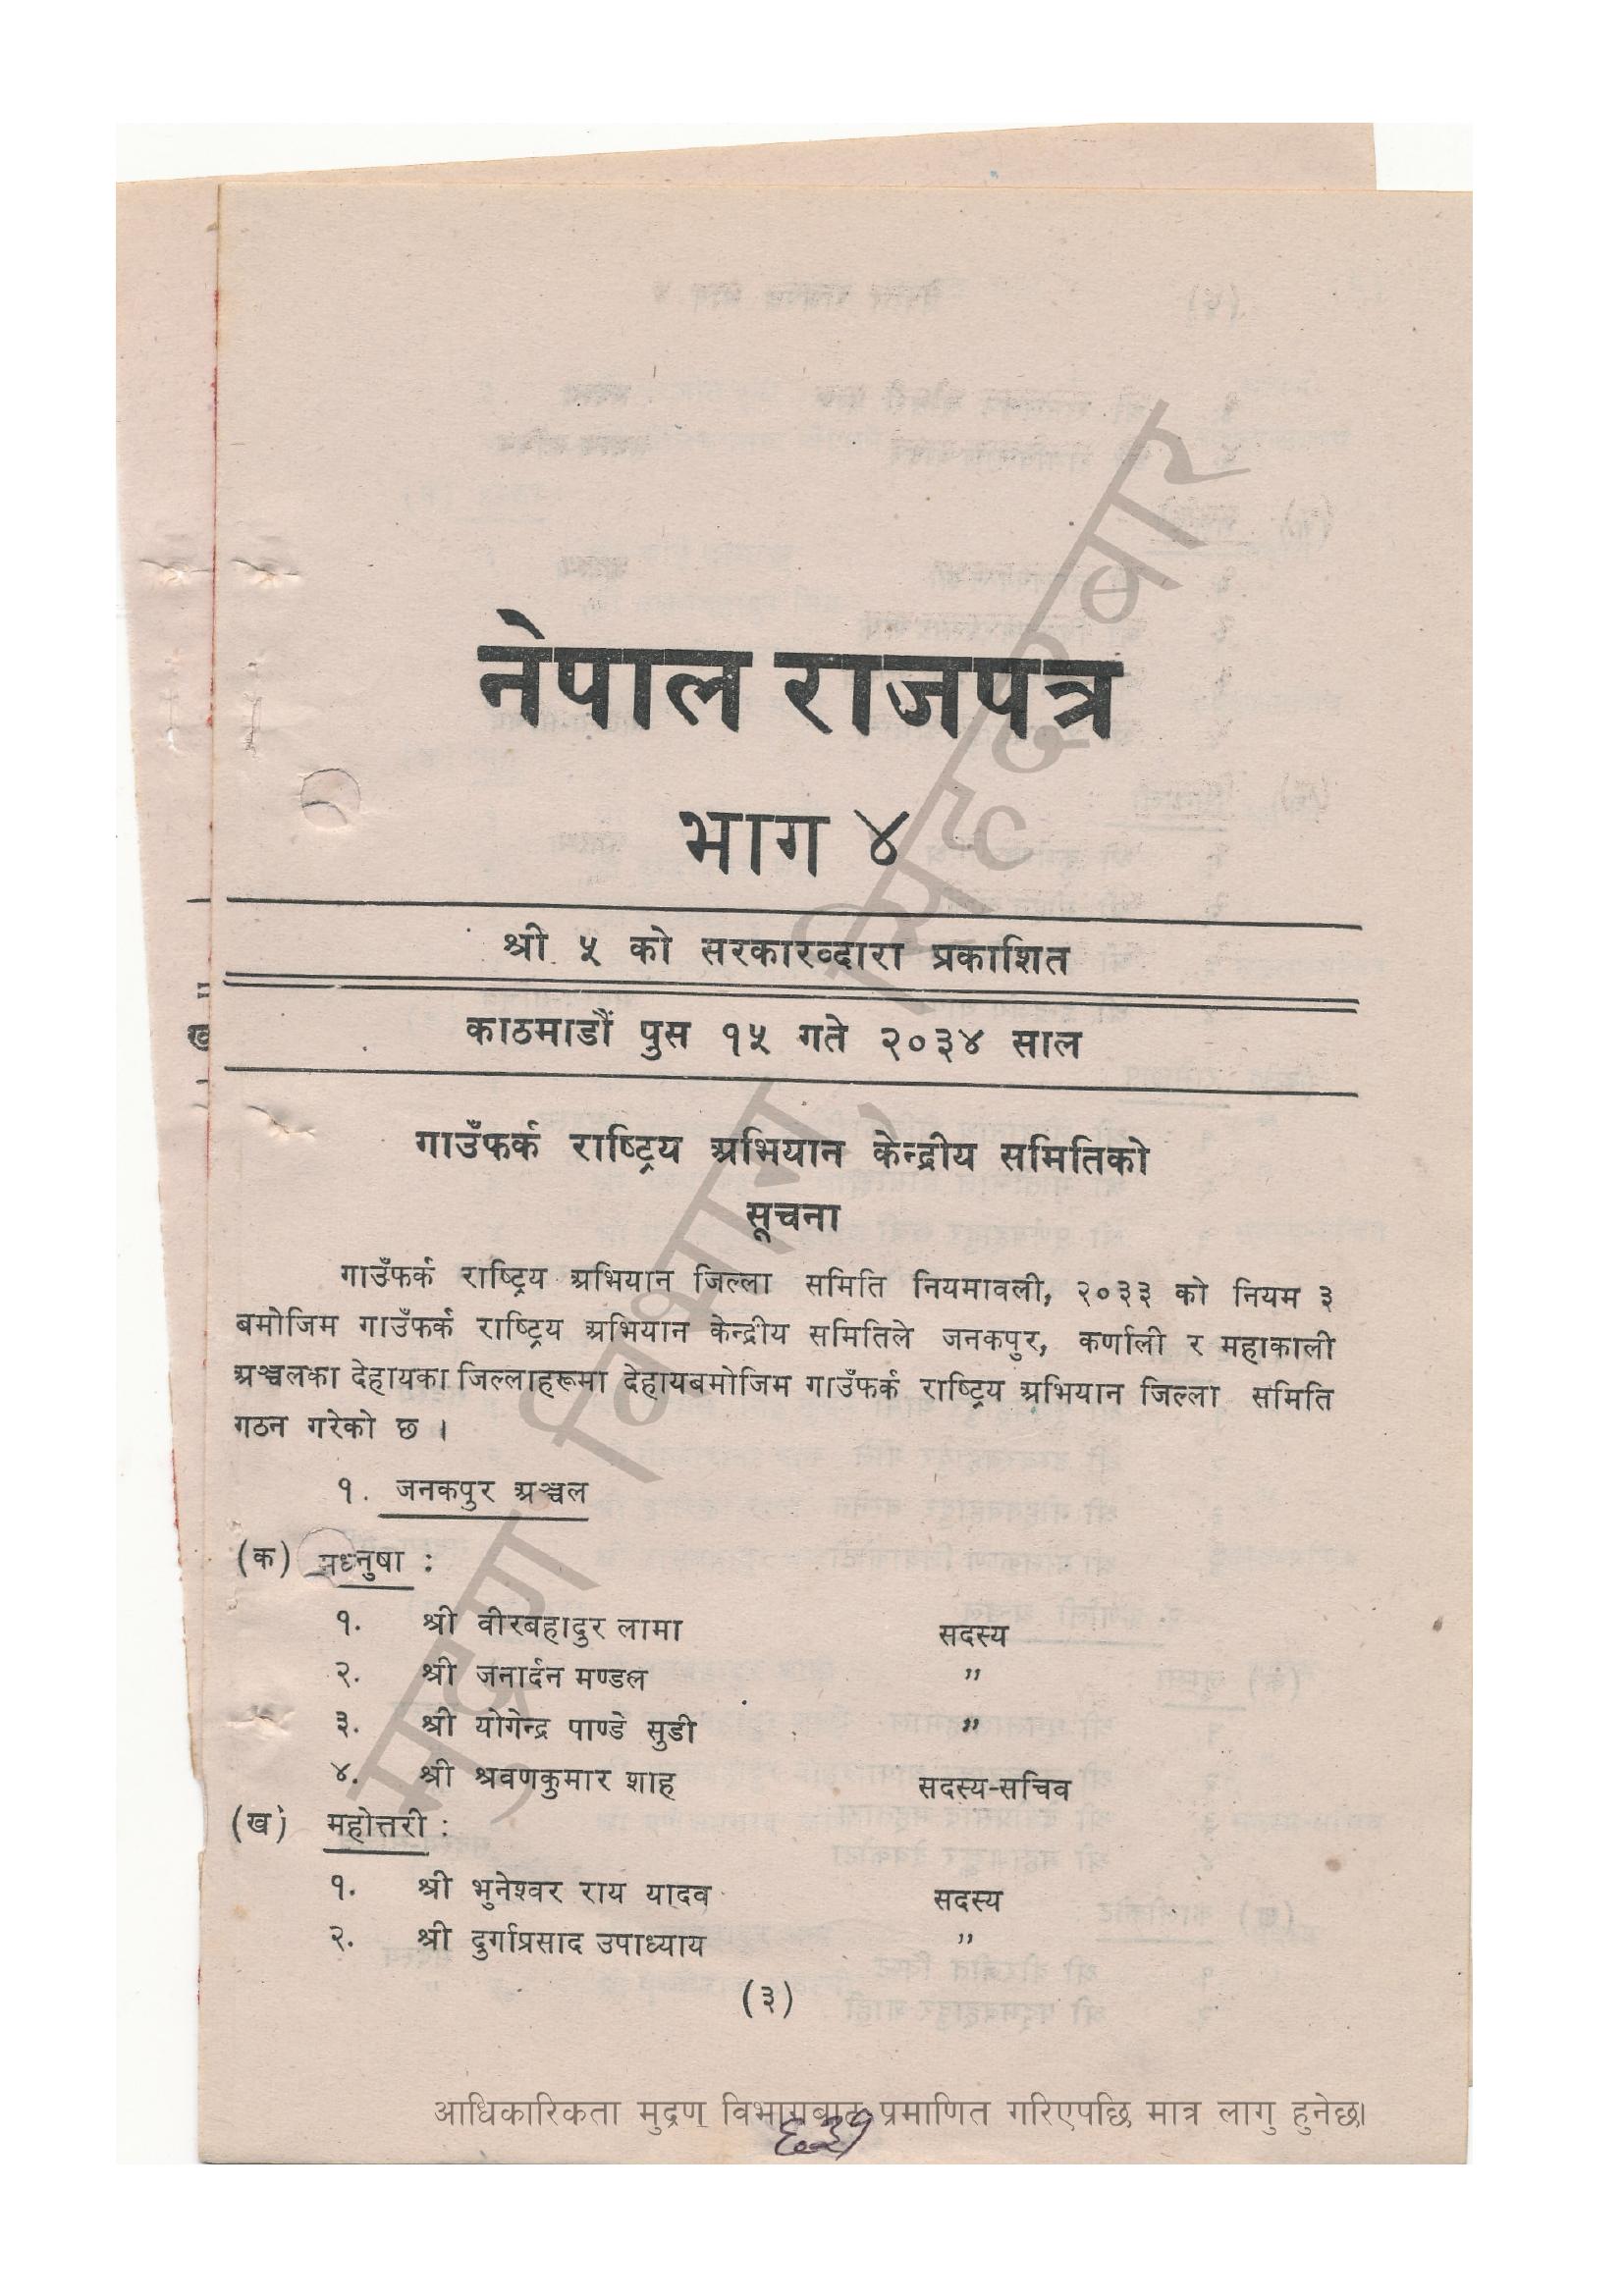 नेपाल राजपत्र
भाग ४
श्री ५ को सरकारव्दारा प्रकाशित
काठमाडौं पुस १५ गते २०३४ साल
गाउँफर्क राष्ट्रिय अभियान केन्द्रीय समितिको
सूचना
गाउँफर्क राष्ट्रिय अभियान जिल्ला समिति नियमावली, २०३३ को नियम ३
बमोजिम गाउँफर्क राष्ट्रिय अभियान केन्द्रीय समितिले जनकपुर, कर्णाली र महाकाली
अञ्चलका देहायका जिल्लाहरूमा देहायबमोजिम गाउँफर्क राष्ट्रिय अभियान जिल्ला समिति
गठन गरेको छ ।
१. जनकपुर अञ्चल
(क) :
१. श्री वीरबहादुर लामा सदस्य
२. श्री जनार्दन मण्डल ,,
३. श्री योगेन्द्र पाण्डे सुडी ,,
४. श्री श्रवणकुमार शाह सदस्य-सचिव
(ख) महोत्तरी :
१. श्री भुनेश्वर राय यादव सदस्य
२. श्री दुर्गाप्रसाद उपाध्याय ,,
(३)
आधिकारिकता मुद्रण विभागबाट प्रमाणित गरिएपछि मात्र लागु हुनेछ।
मुद्रण विभाग, सिंहदरबार